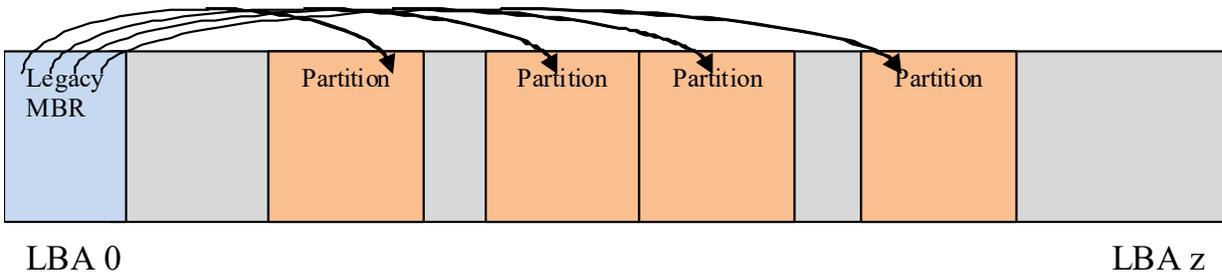 Legacy
MBR
Partition
Partition
Partition
Partition
LBA 0
LBA z